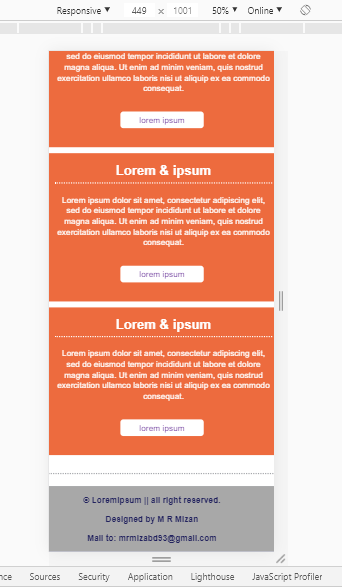 Responsive ▼ 449 × 1001 50% ▼ Online ▼
sed do eiusmod tempor incididunt ut labore et dolore
magna aliqua. Ut enim ad minim veniam, quis nostrud
exercitation ullamco laboris nisi ut aliquip ex ea commodo
consequat.
lorem ipsum
Lorem & ipsum
Lorem ipsum dolor sit amet, consectetur adipiscing elit,
sed do eiusmod tempor incididunt ut labore et dolore
magna aliqua. Ut enim ad minim veniam, quis nostrud
exercitation ullamco laboris nisi ut aliquip ex ea commodo
consequat.
lorem ipsum
Lorem & ipsum
Lorem ipsum dolor sit amet, consectetur adipiscing elit,
sed do eiusmod tempor incididunt ut labore et dolore
magna aliqua. Ut enim ad minim veniam, quis nostrud
exercitation ullamco laboris nisi ut aliquip ex ea commodo
consequat.
lorem ipsum
© Loremipsum || all right reserved.
Designed by M R Mizan
Mail to: mrmizabd93@gmail.com
nce Sources Security Application Lighthouse JavaScript Profiler